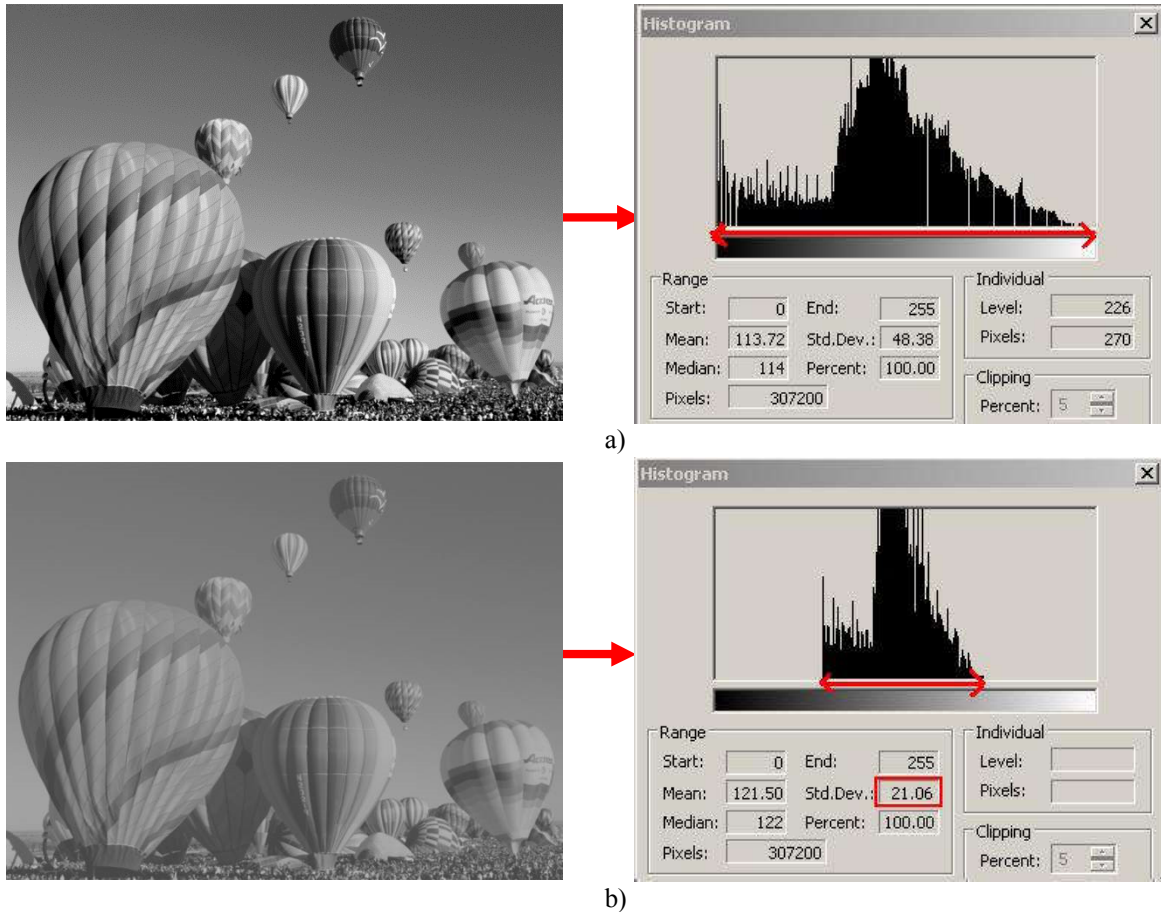 Histogram
Range
Start: 0 End: 255
Mean: 113.72 Std.Dev.: 48.38
Median: 114 Percent: 100.00
Pixels: 307200
Individual
Level: 226
Pixels: 270
Clipping
Percent: 5
a)
Histogram
Range
Start: 0 End: 255
Mean: 121.50 Std.Dev.: 21.06
Median: 122 Percent: 100.00
Pixels: 307200
Individual
Level:
Pixels:
Clipping
Percent: 5
b)